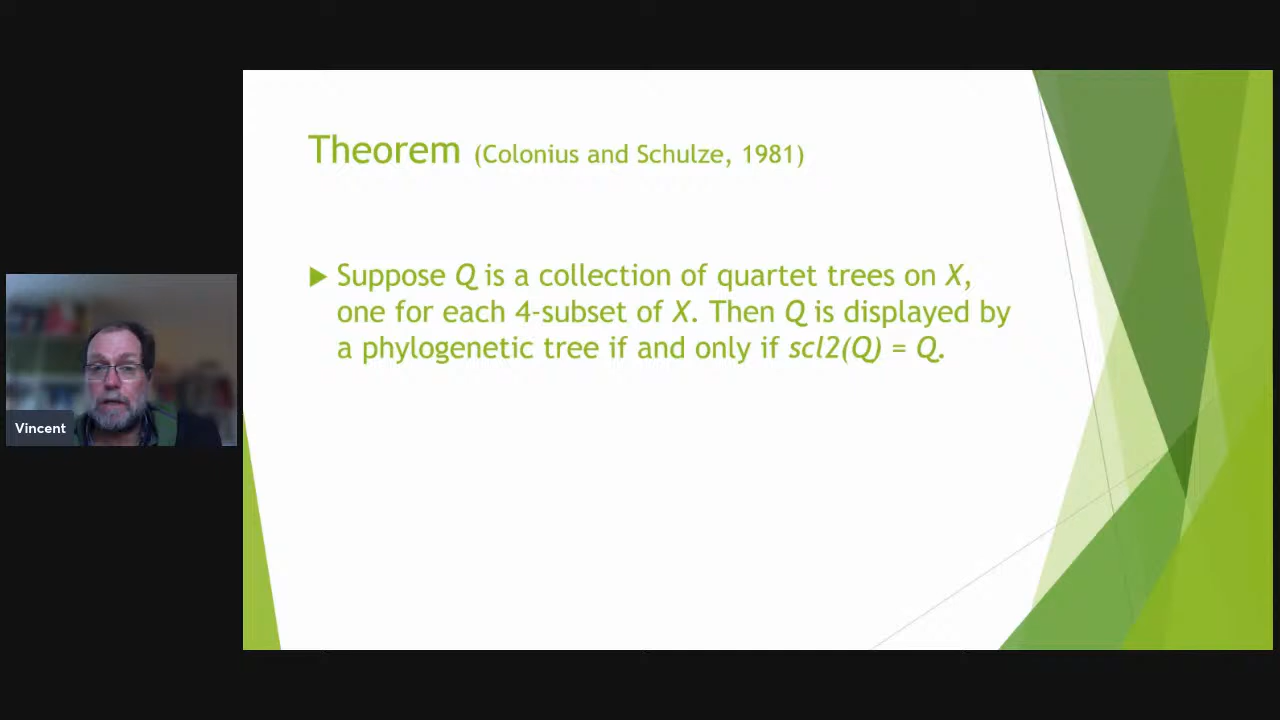 Theorem (Colonius and Schulze, 1981)
Suppose Q is a collection of quartet trees on X,
one for each 4-subset of X. Then Q is displayed by
a phylogenetic tree if and only if scl2(Q) = Q.
Vincent